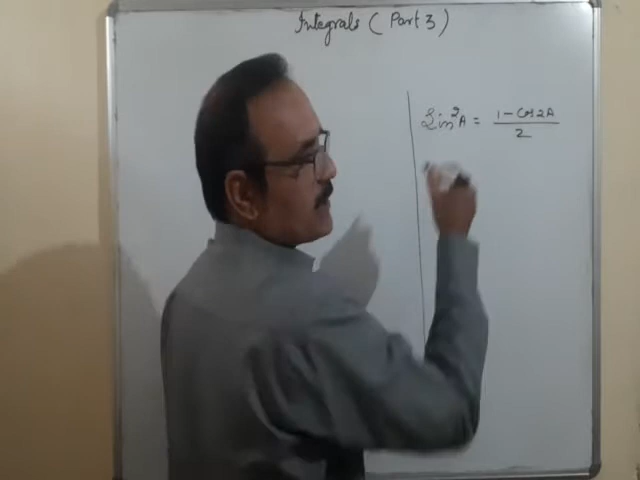 Integrals (Part 3)
Sin²A = 1 - Cos2A / 2